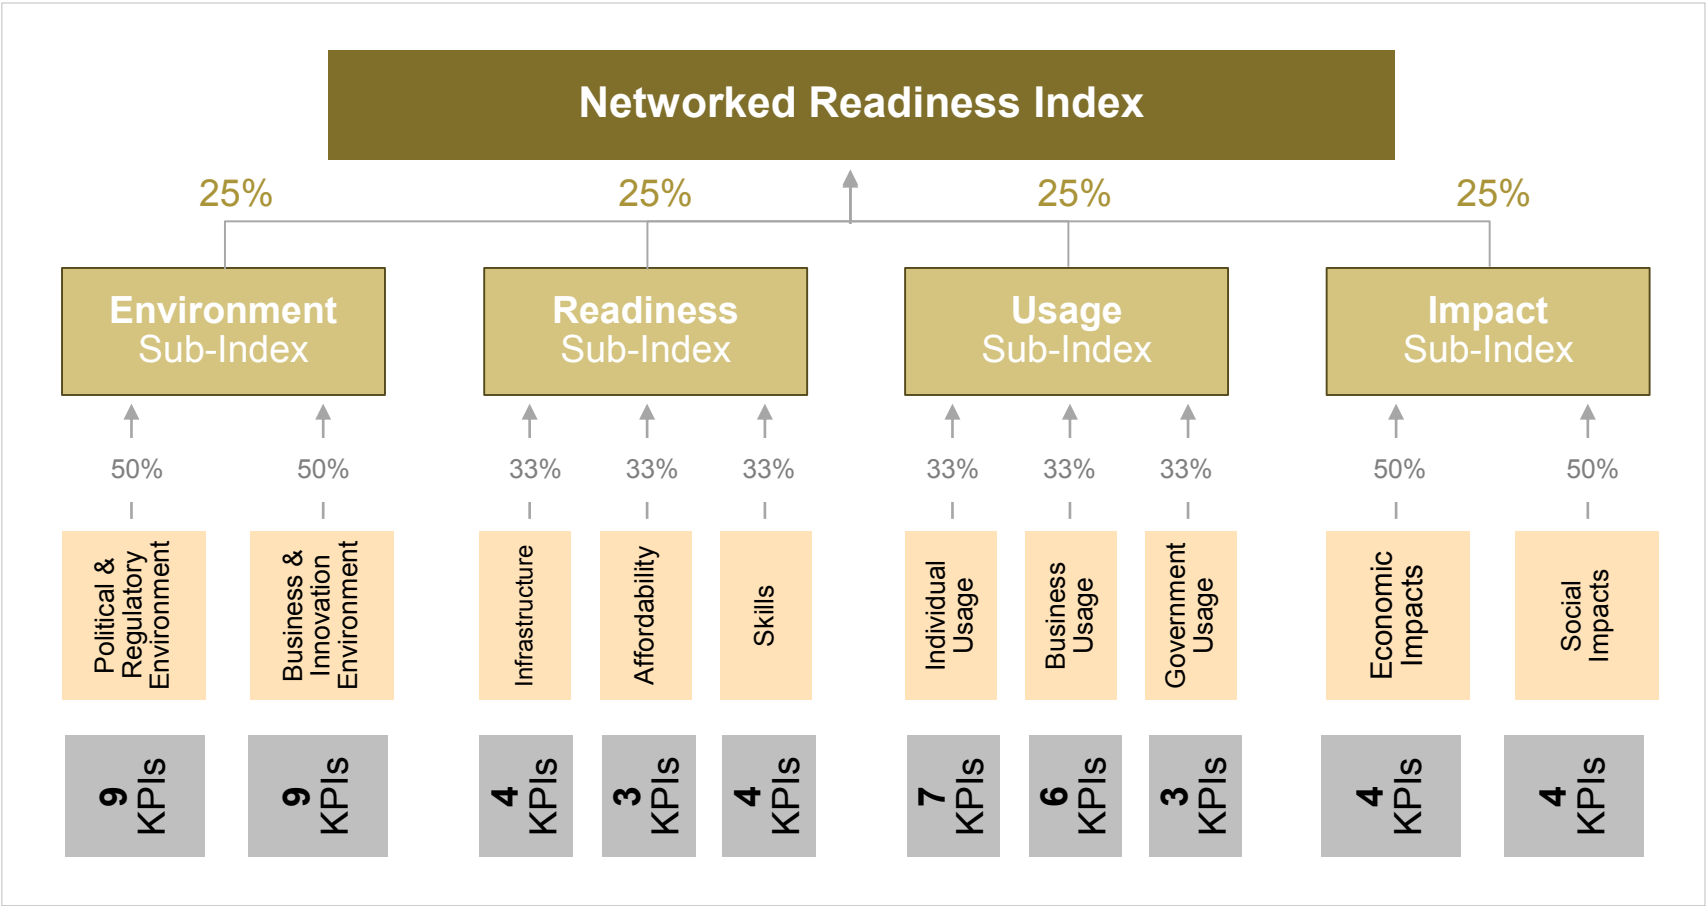 Networked Readiness Index
25%
25%
25%
25%
Environment
Sub-Index
Readiness
Sub-Index
Usage
Sub-Index
Impact
Sub-Index
50%
50%
33%
33%
33%
33%
33%
33%
50%
50%
Political &
Regulatory
Environment
Business &
Innovation
Environment
Infrastructure
Affordability
Skills
Individual
Usage
Business
Usage
Government
Usage
Economic
Impacts
Social
Impacts
9
KPIs
9
KPIs
4
KPIs
3
KPIs
4
KPIs
7
KPIs
6
KPIs
3
KPIs
4
KPIs
4
KPIs